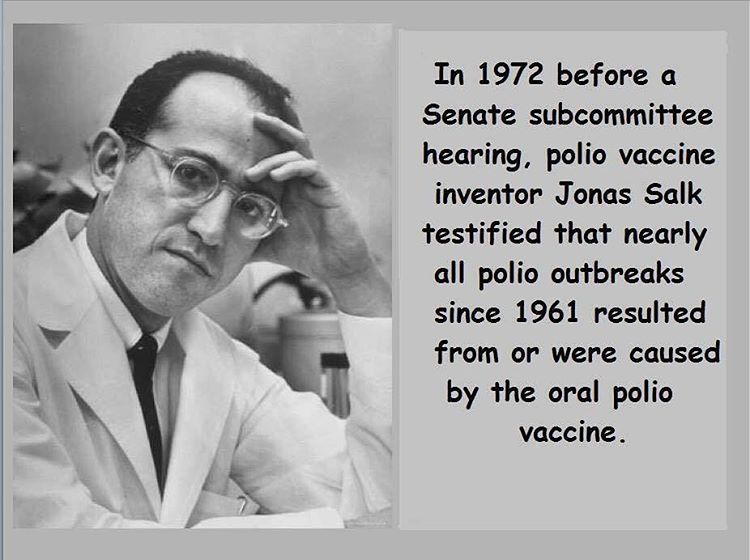 In 1972 before a
Senate subcommittee
hearing, polio vaccine
inventor Jonas Salk
testified that nearly
all polio outbreaks
since 1961 resulted
from or were caused
by the oral polio
vaccine.